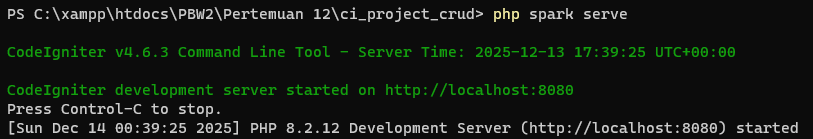 PS C:\xampp\htdocs\PBW2\Pertemuan 12\ci_project_crud> php spark serve
CodeIgniter v4.6.3 Command Line Tool - Server Time: 2025-12-13 17:39:25 UTC+00:00
CodeIgniter development server started on http://localhost:8080
Press Control-C to stop.
[Sun Dec 14 00:39:25 2025] PHP 8.2.12 Development Server (http://localhost:8080) started